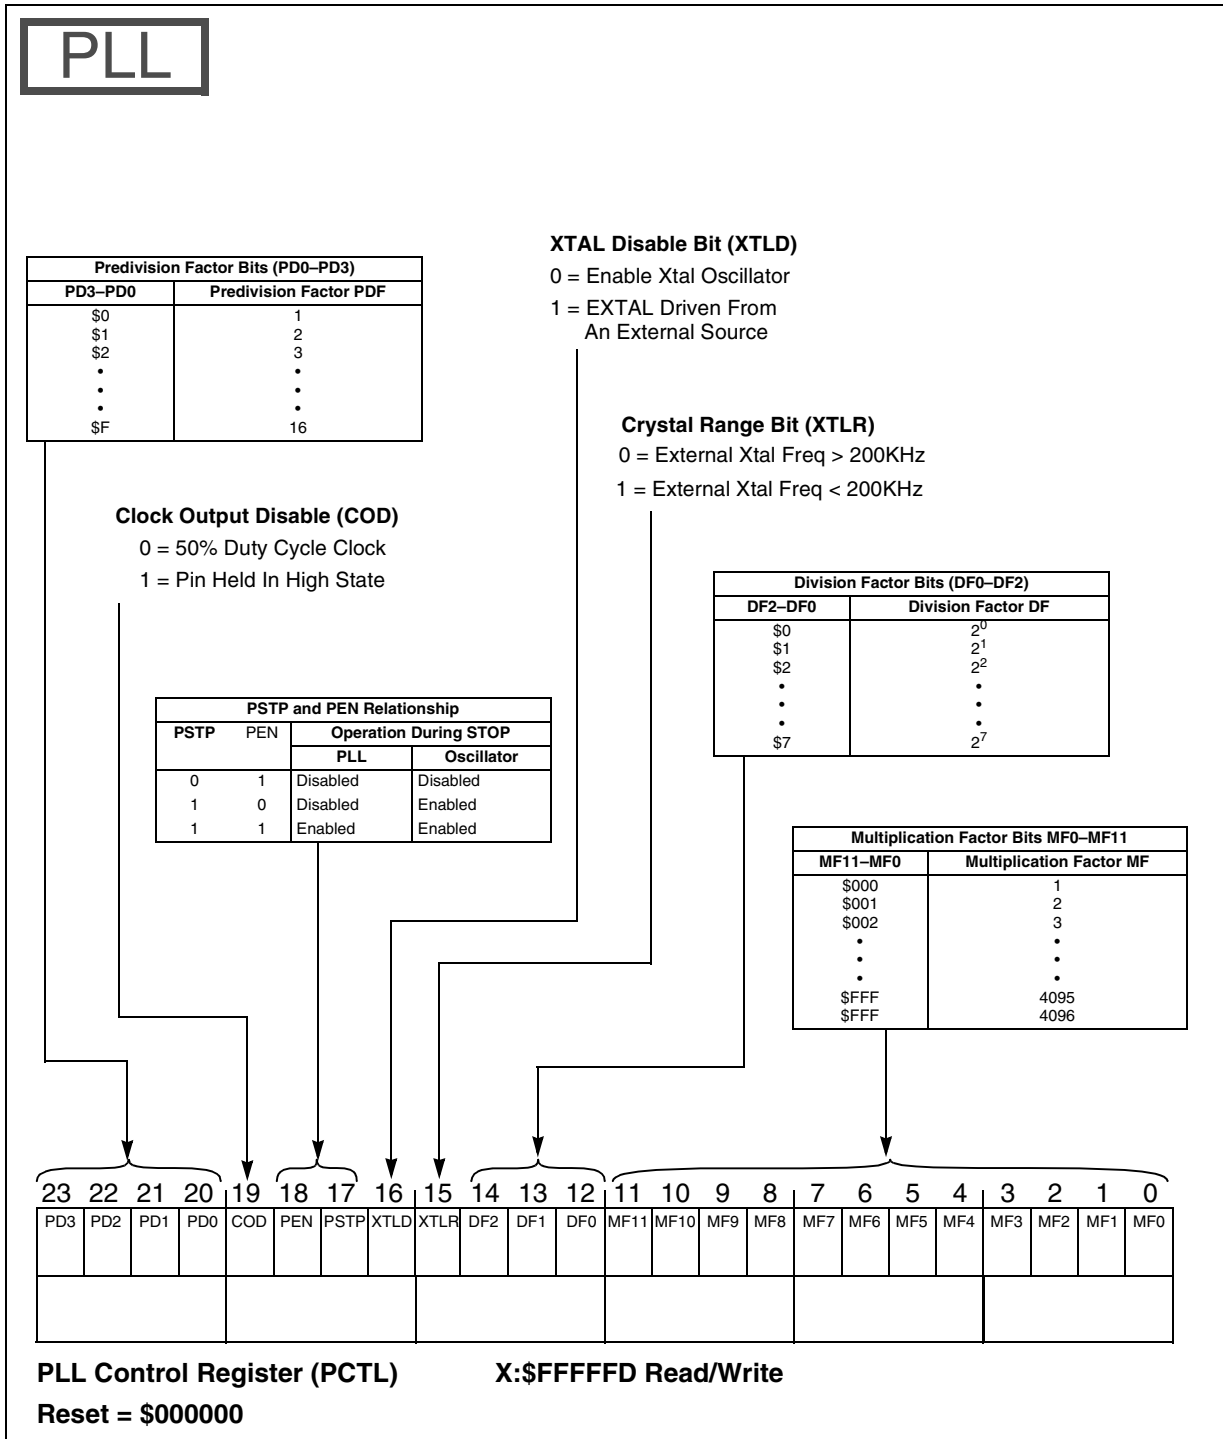 PLL
XTAL Disable Bit (XTLD)
0 = Enable Xtal Oscillator
1 = EXTAL Driven From
An External Source
Predivision Factor Bits (PD0–PD3)
PD3–PD0 Predivision Factor PDF
$0 1
$1 2
$2 3
• •
• •
• •
$F 16
Crystal Range Bit (XTLR)
0 = External Xtal Freq > 200KHz
1 = External Xtal Freq < 200KHz
Clock Output Disable (COD)
0 = 50% Duty Cycle Clock
1 = Pin Held In High State
Division Factor Bits (DF0–DF2)
DF2–DF0 Division Factor DF
$0 2⁰
$1 2¹
$2 2²
• •
• •
• •
$7 2⁷
PSTP and PEN Relationship
PSTP PEN Operation During STOP
PLL Oscillator
0 1 Disabled Disabled
1 0 Disabled Enabled
1 1 Enabled Enabled
Multiplication Factor Bits MF0–MF11
MF11–MF0 Multiplication Factor MF
$000 1
$001 2
$002 3
• •
• •
• •
$FFF 4095
$FFF 4096
23 22 21 20 19 18 17 16 15 14 13 12 11 10 9 8 7 6 5 4 3 2 1 0
PD3 PD2 PD1 PD0 COD PEN PSTP XTLD XTLR DF2 DF1 DF0 MF11 MF10 MF9 MF8 MF7 MF6 MF5 MF4 MF3 MF2 MF1 MF0
PLL Control Register (PCTL) X:$FFFFFD Read/Write
Reset = $000000